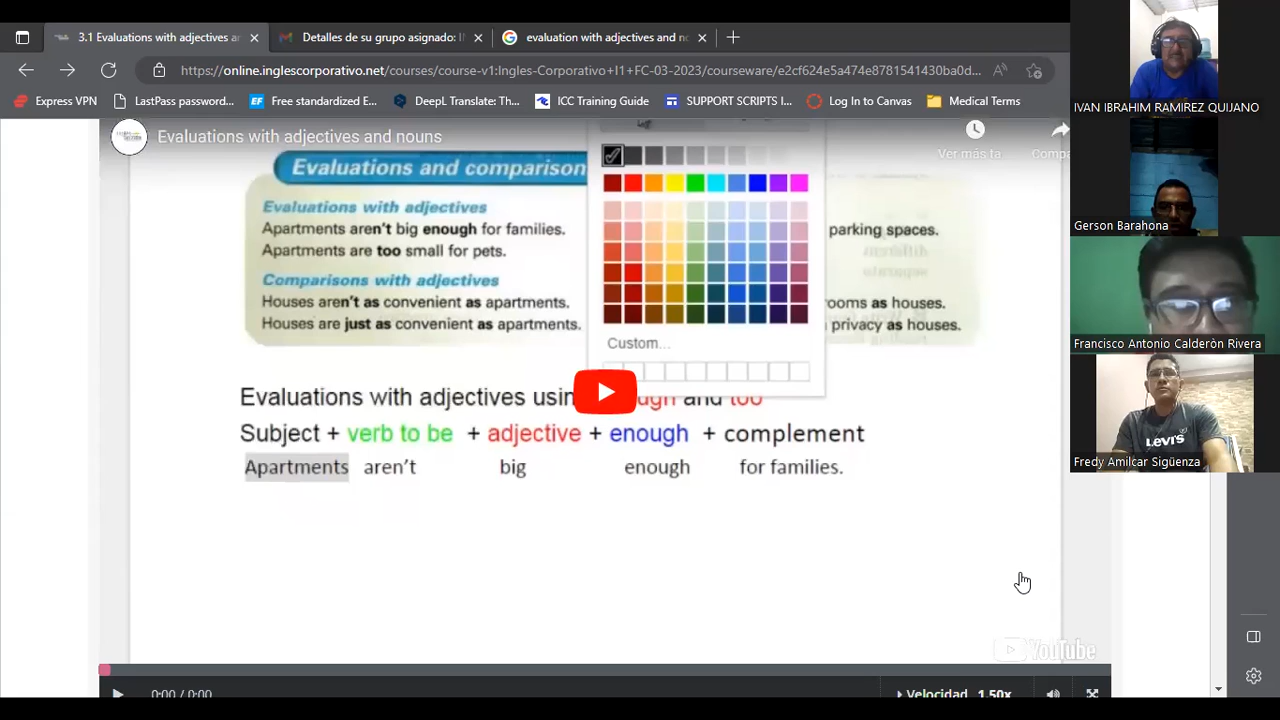 3.1 Evaluations with adjectives ar
Detalles de su grupo asignado: I
evaluation with adjectives and no
https://online.inglescorporativo.net/courses/course-v1:Ingles-Corporativo+I1+FC-03-2023/courseware/e2cf624e5a474e8781541430ba0d...
Express VPN
LastPass password...
EF Free standardized E...
DeepL Translate: Th...
ICC Training Guide
SUPPORT SCRIPTS I...
Log In to Canvas
Medical Terms
Evaluations with adjectives and nouns
Ver más ta
Compa
Evaluations and comparison
Evaluations with adjectives
Apartments aren't big enough for families.
parking spaces.
Apartments are too small for pets.
Comparisons with adjectives
Houses aren't as convenient as apartments.
rooms as houses.
Houses are just as convenient as apartments.
privacy as houses.
Custom...
Evaluations with adjectives usin
ugh and too
Subject + verb to be + adjective + enough + complement
Apartments aren't big enough for families.
YouTube
0:00 / 0:00
Velocidad 1.50x
IVAN IBRAHIM RAMIREZ QUIJANO
Gerson Barahona
Francisco Antonio Calderòn Rivera
LEVI'S
Fredy Amilcar Sigüenza